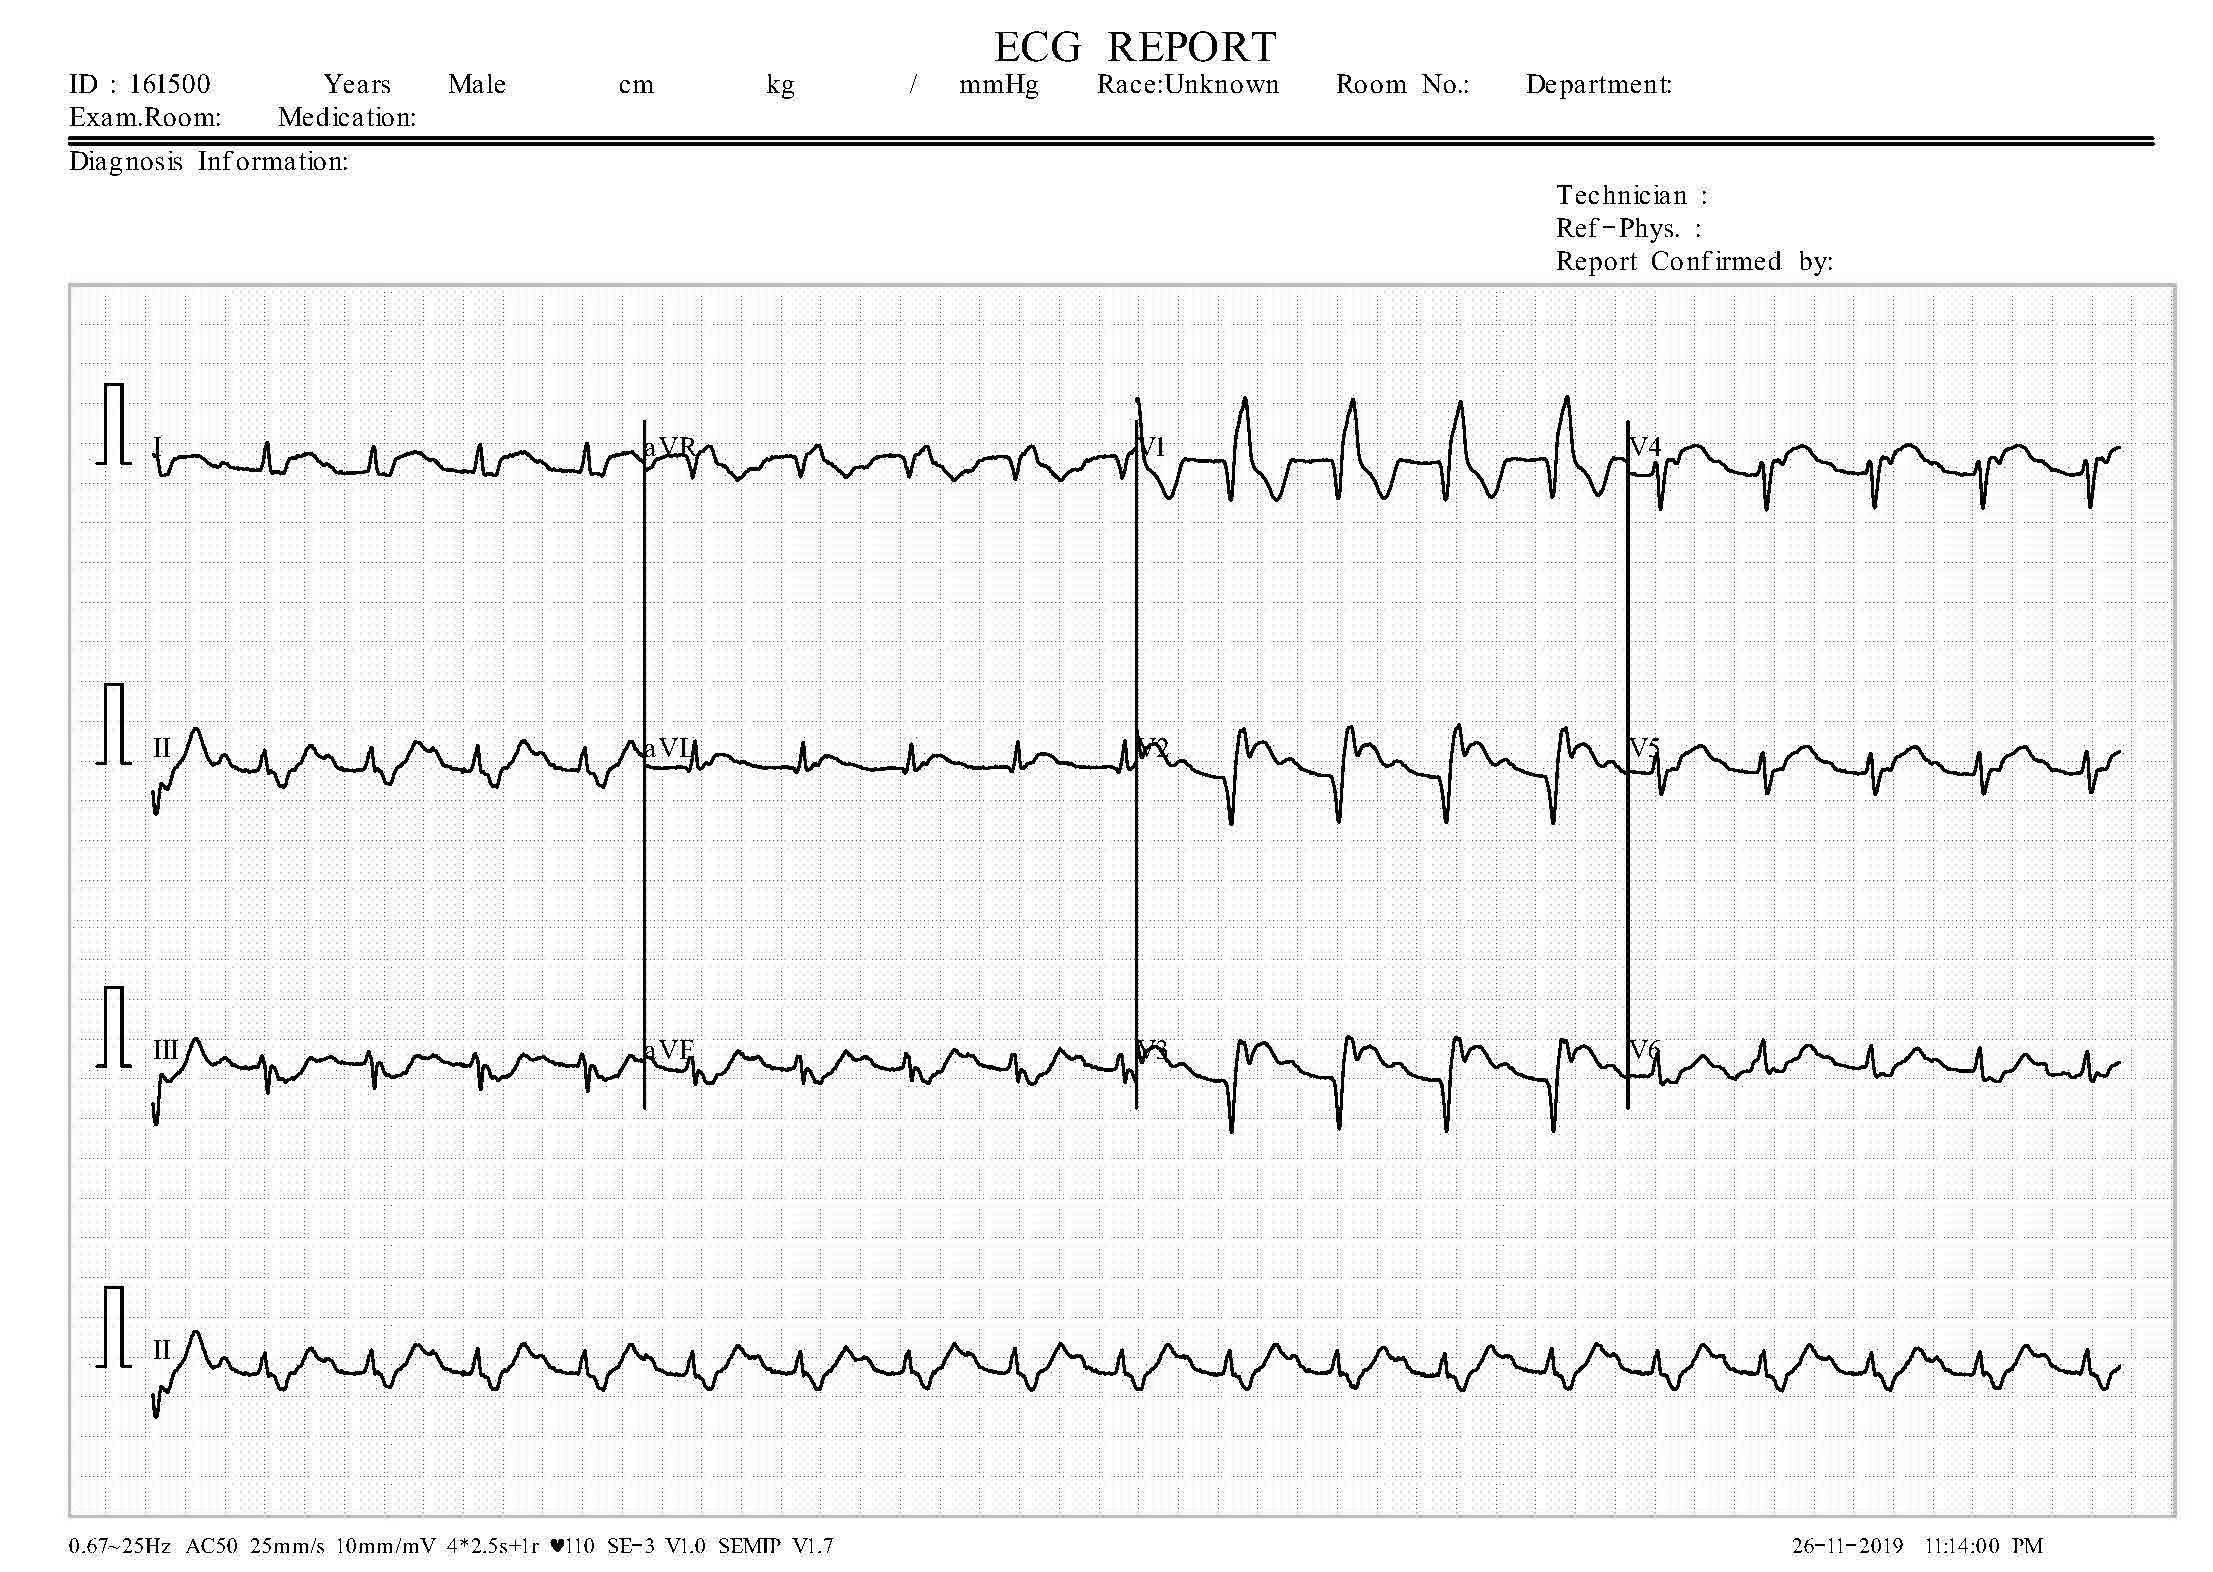 ECG REPORT
ID : 161500 Years Male cm kg / mmHg Race:Unknown Room No.: Department:
Exam.Room: Medication:
Diagnosis Information:
Technician :
Ref-Phys. :
Report Confirmed by:
I aVR V1 V4
II aVL V2 V5
III aVF V3 V6
II
0.67~25Hz AC50 25mm/s 10mm/mV 4*2.5s+1r ♥110 SE-3 V1.0 SEMIP V1.7 26-11-2019 11:14:00 PM